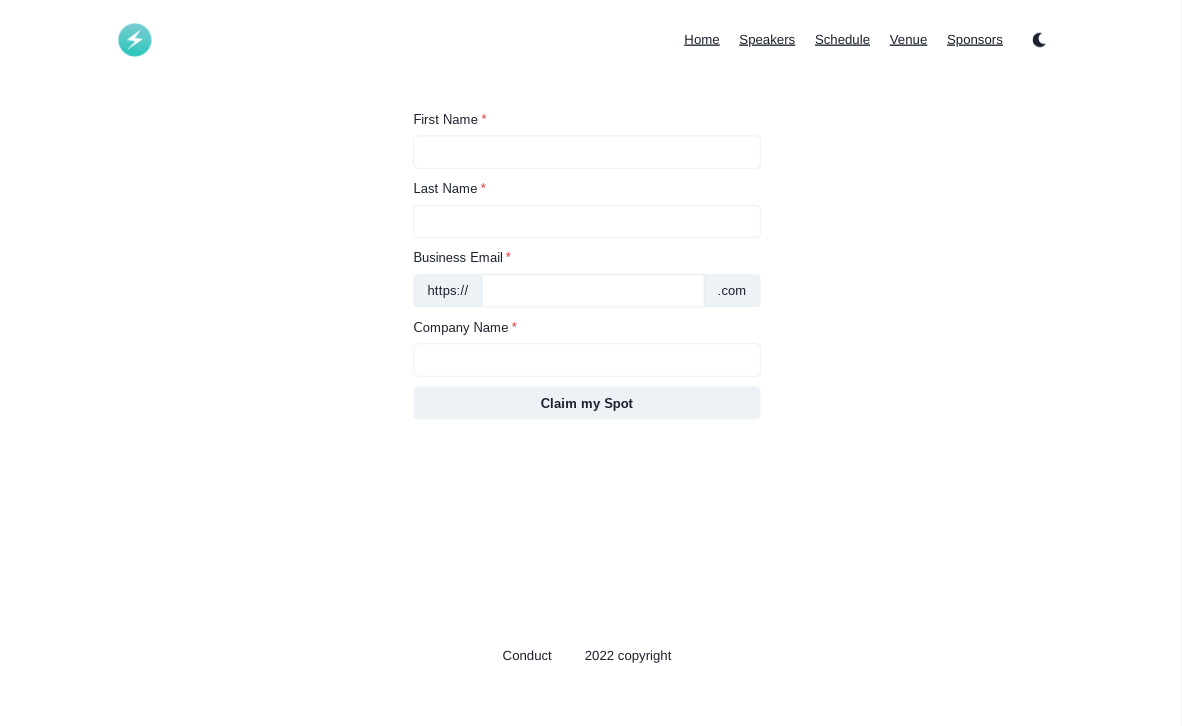 Home Speakers Schedule Venue Sponsors
First Name *
Last Name *
Business Email *
https:// .com
Company Name *
Claim my Spot
Conduct 2022 copyright